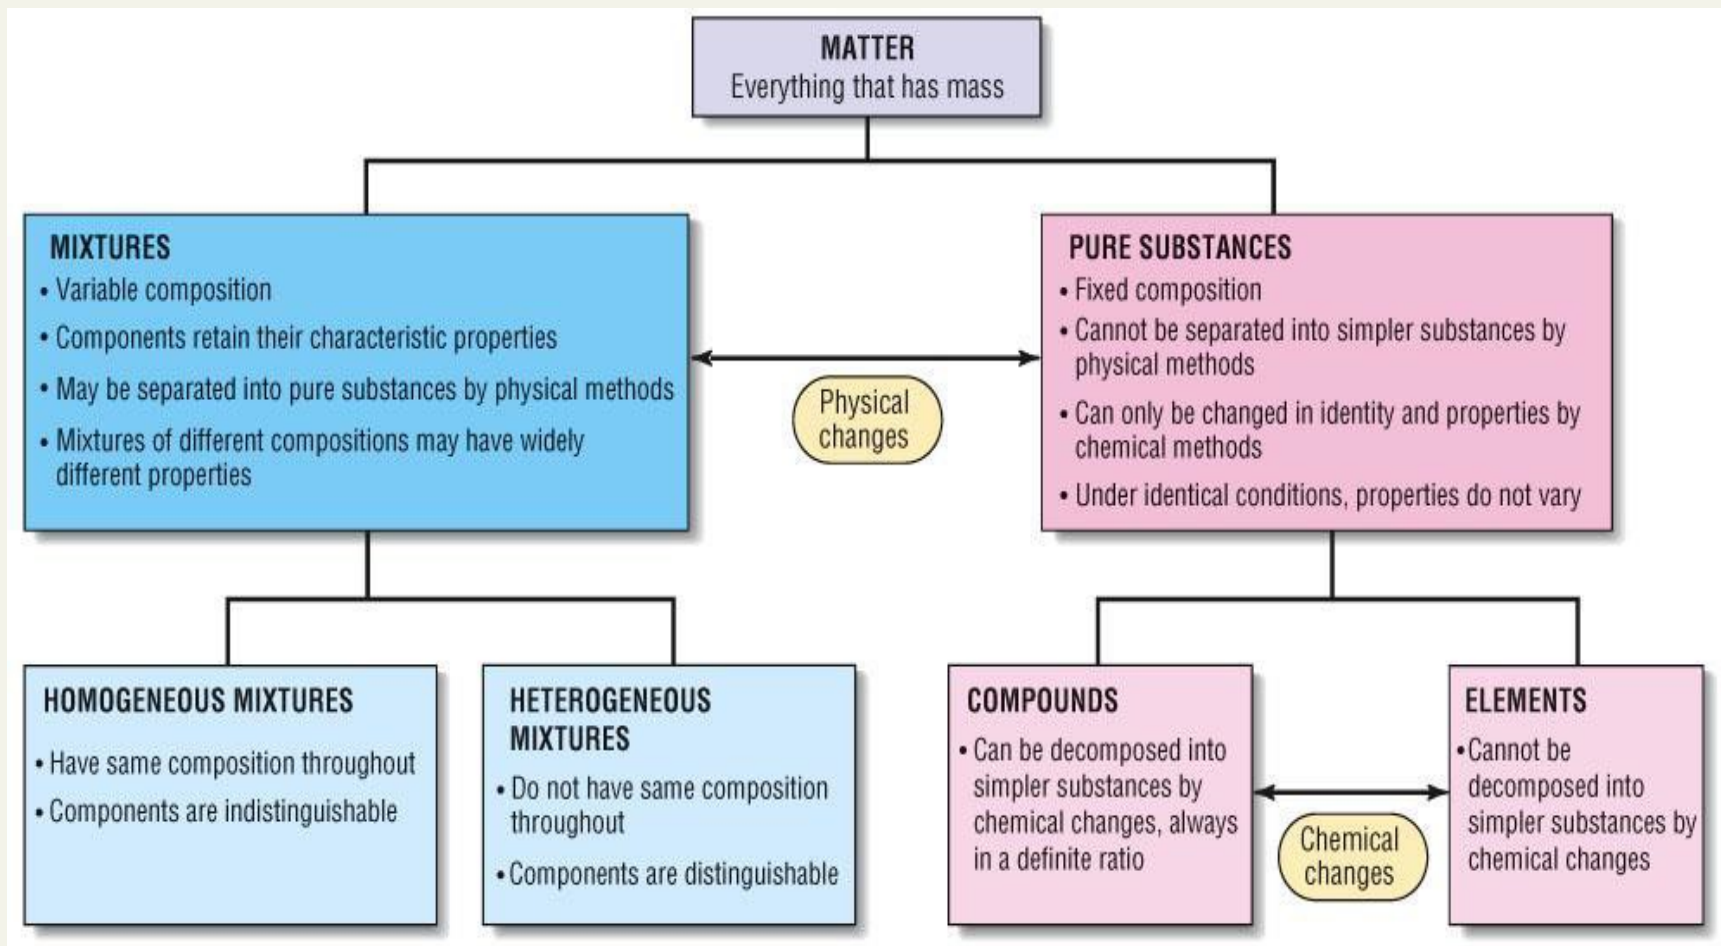 MATTER
Everything that has mass
MIXTURES
• Variable composition
• Components retain their characteristic properties
• May be separated into pure substances by physical methods
• Mixtures of different compositions may have widely
different properties
Physical
changes
PURE SUBSTANCES
• Fixed composition
• Cannot be separated into simpler substances by
physical methods
• Can only be changed in identity and properties by
chemical methods
• Under identical conditions, properties do not vary
HOMOGENEOUS MIXTURES
• Have same composition throughout
• Components are indistinguishable
HETEROGENEOUS
MIXTURES
• Do not have same composition
throughout
• Components are distinguishable
COMPOUNDS
• Can be decomposed into
simpler substances by
chemical changes, always
in a definite ratio
Chemical
changes
ELEMENTS
• Cannot be
decomposed into
simpler substances by
chemical changes